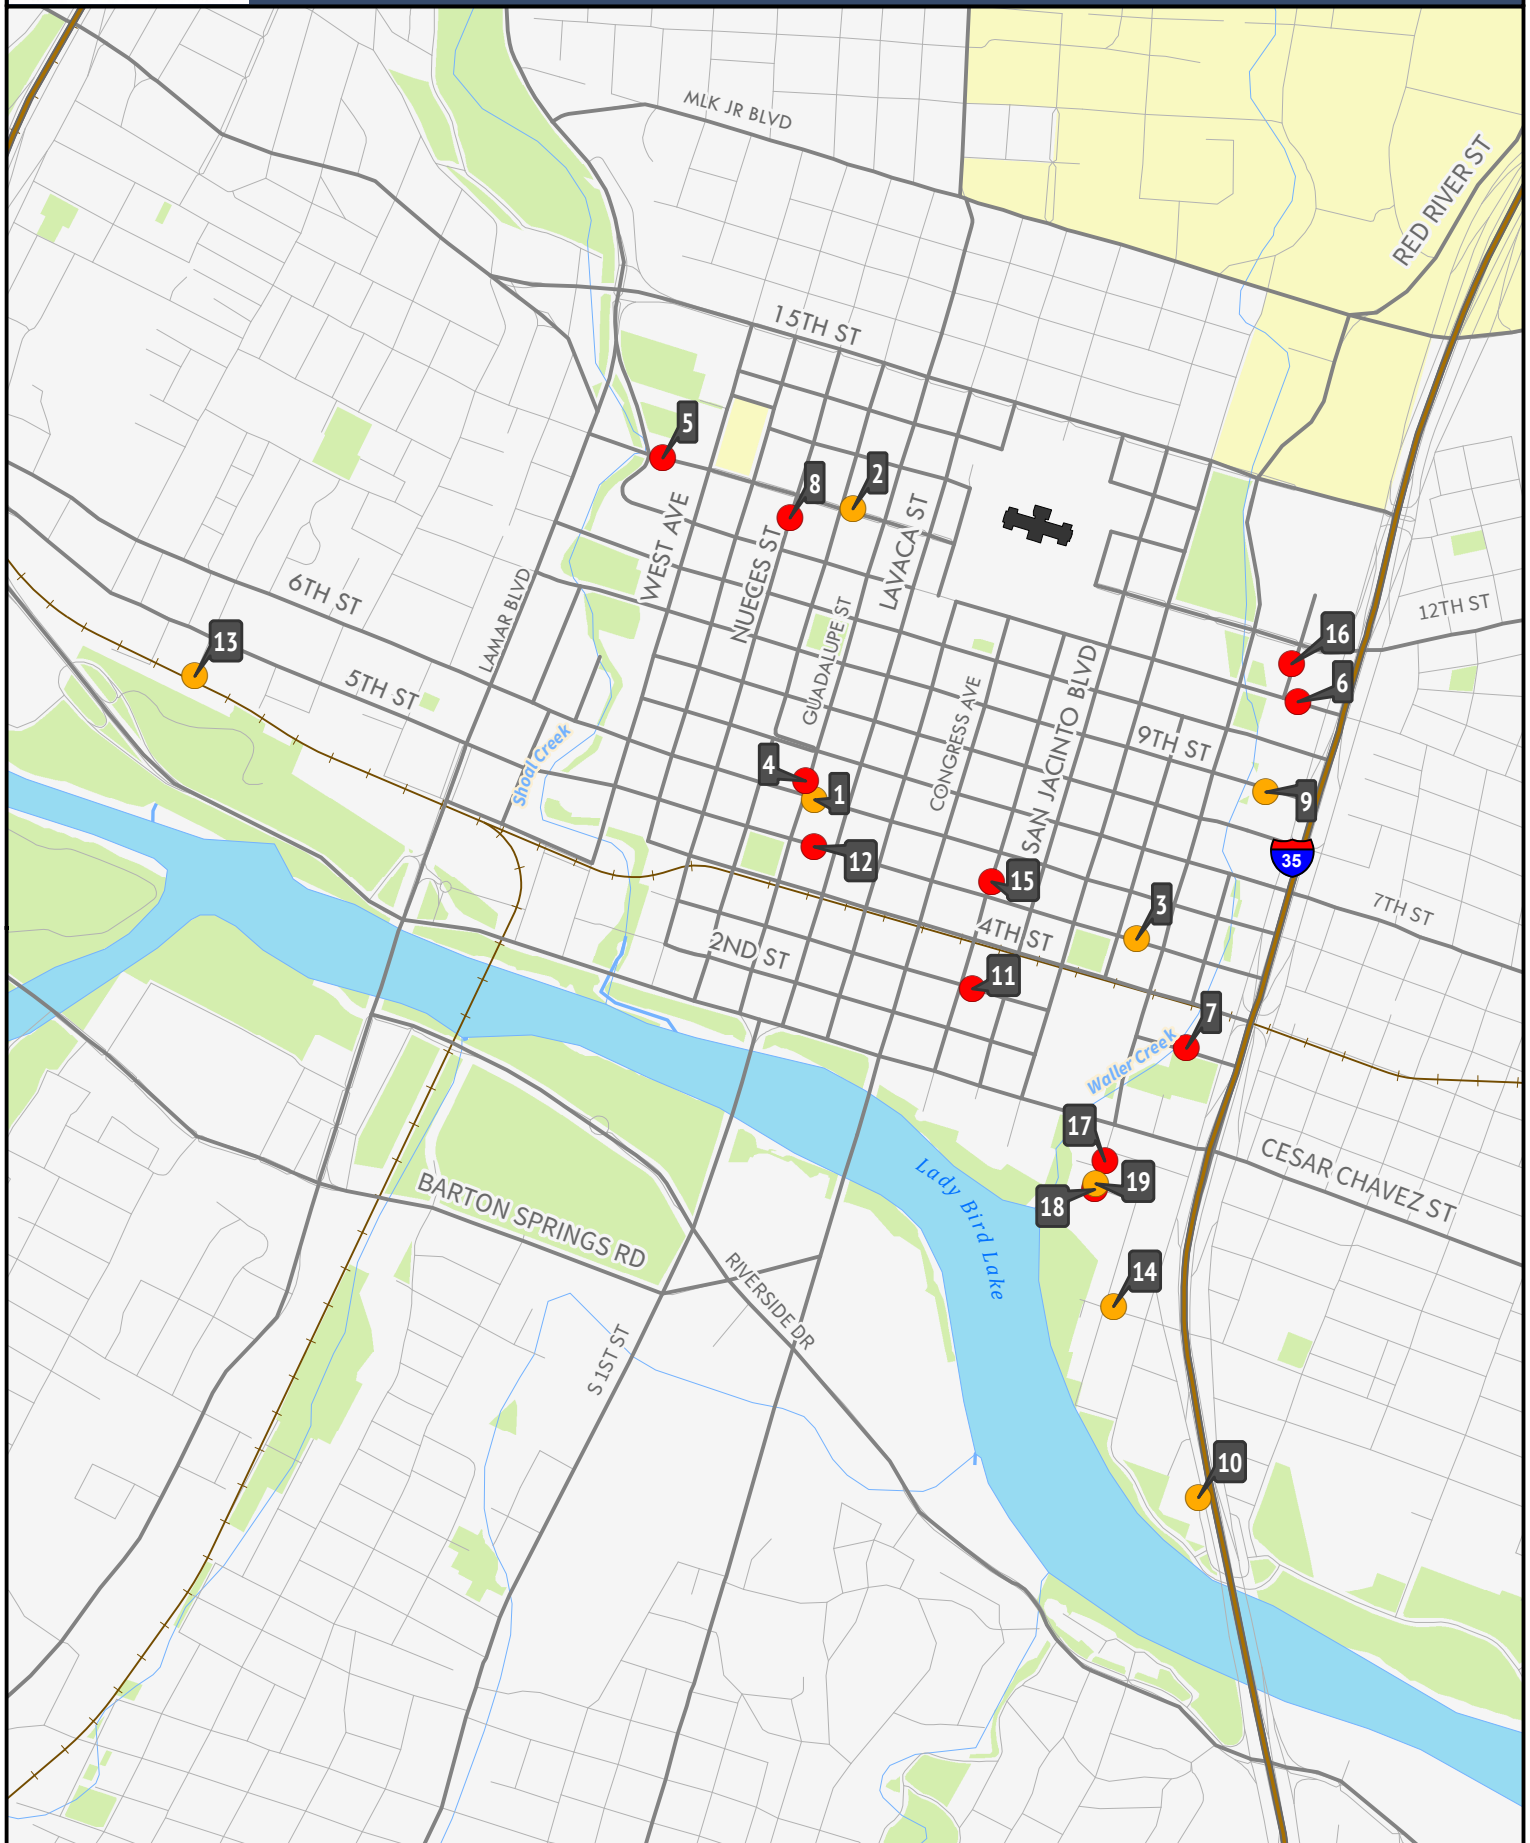 MLK JR BLVD
RED RIVER ST
15TH ST
5
2
8
WEST AVE
LAVACA ST
NUECES ST
6TH ST
LAMAR BLVD
GUADALUPE ST
12TH ST
13
16
SAN JACINTO BLVD
6
5TH ST
CONGRESS AVE
9TH ST
Shoal Creek
4
1
9
12
35
15
3
7TH ST
4TH ST
2ND ST
11
7
Waller Creek
17
CESAR CHAVEZ ST
19
18
Lady Bird Lake
BARTON SPRINGS RD
RIVERSIDE DR
14
S 1ST ST
10